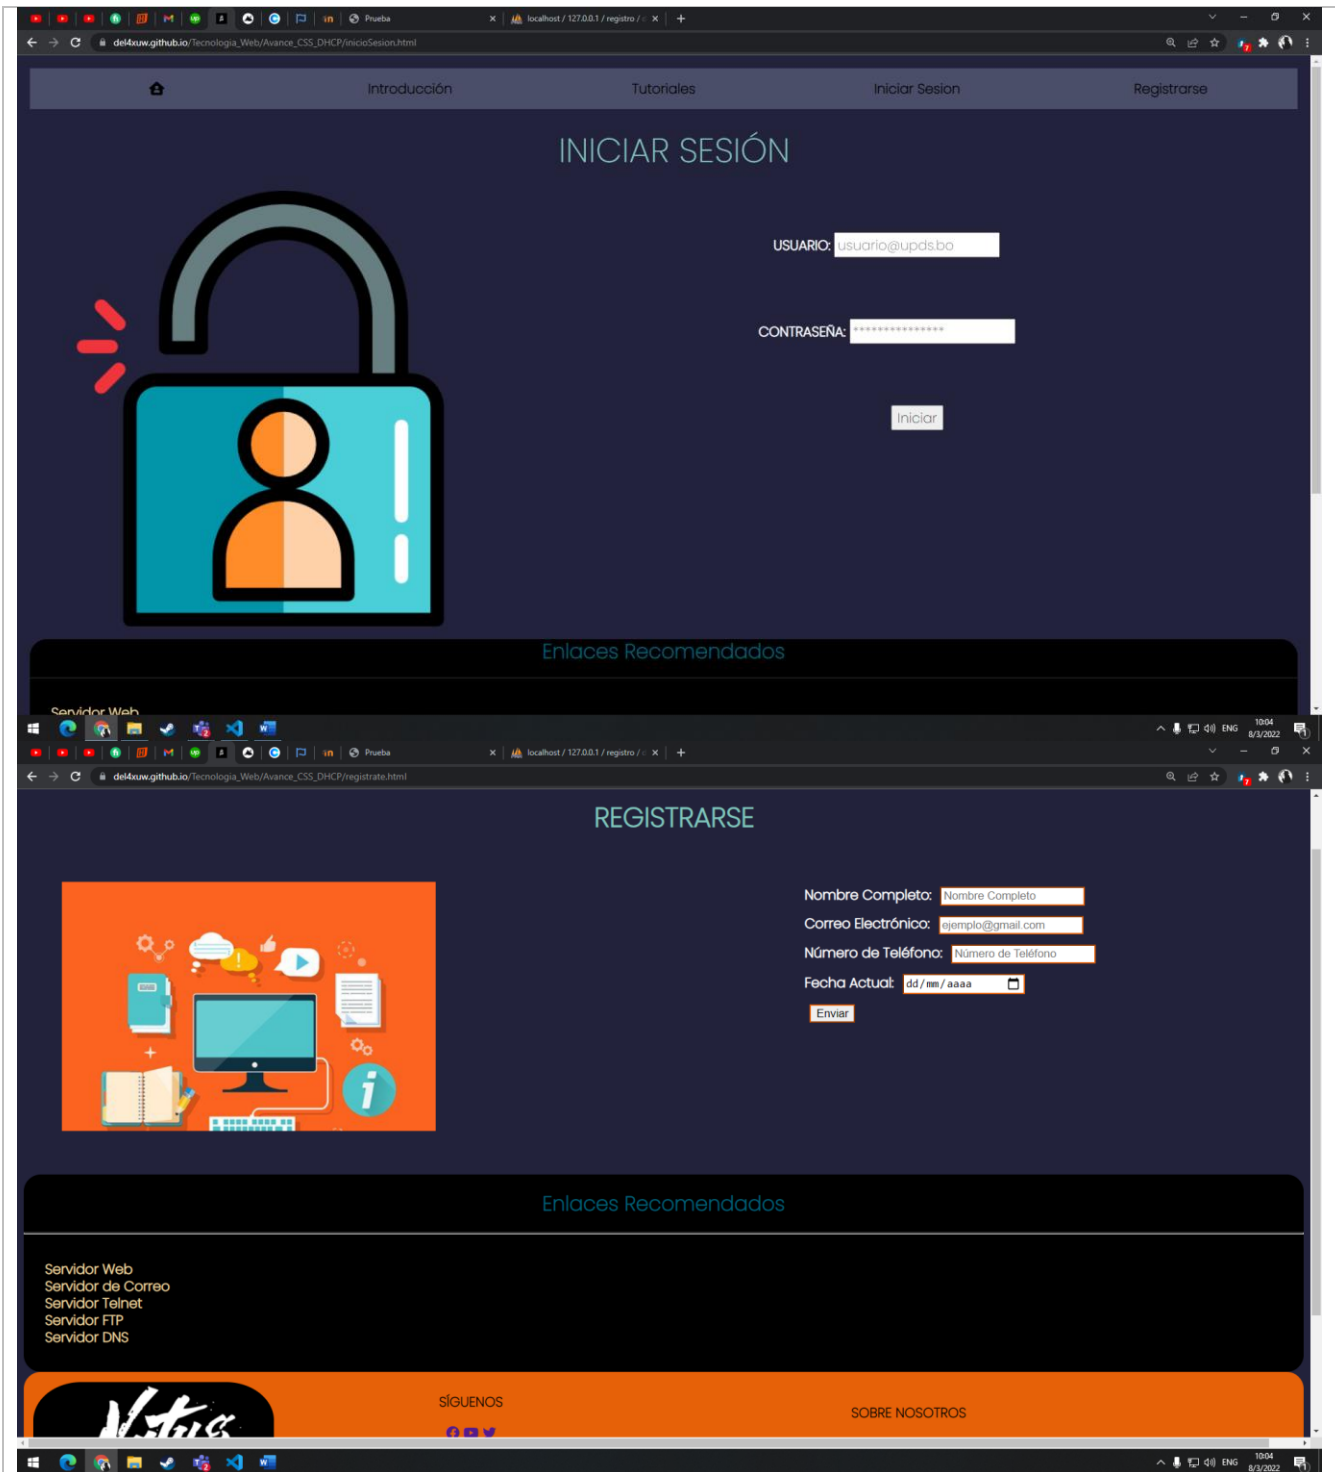 Prueba
localhost / 127.0.0.1 / registro /
del4xuw.github.io/Tecnologia_Web/Avance_CSS_DHCP/inicioSesion.html
Introducción
Tutoriales
Iniciar Sesion
Registrarse
INICIAR SESIÓN
USUARIO: usuario@upds.bo
CONTRASEÑA: ***************
Iniciar
Enlaces Recomendados
Servidor Web
ENG
10:04
8/3/2022
Prueba
localhost / 127.0.0.1 / registro /
del4xuw.github.io/Tecnologia_Web/Avance_CSS_DHCP/registrate.html
REGISTRARSE
Nombre Completo: Nombre Completo
Correo Electrónico: ejemplo@gmail.com
Número de Teléfono: Número de Teléfono
Fecha Actual: dd/mm/aaaa
Enviar
Enlaces Recomendados
Servidor Web
Servidor de Correo
Servidor Telnet
Servidor FTP
Servidor DNS
SÍGUENOS
SOBRE NOSOTROS
ENG
10:04
8/3/2022